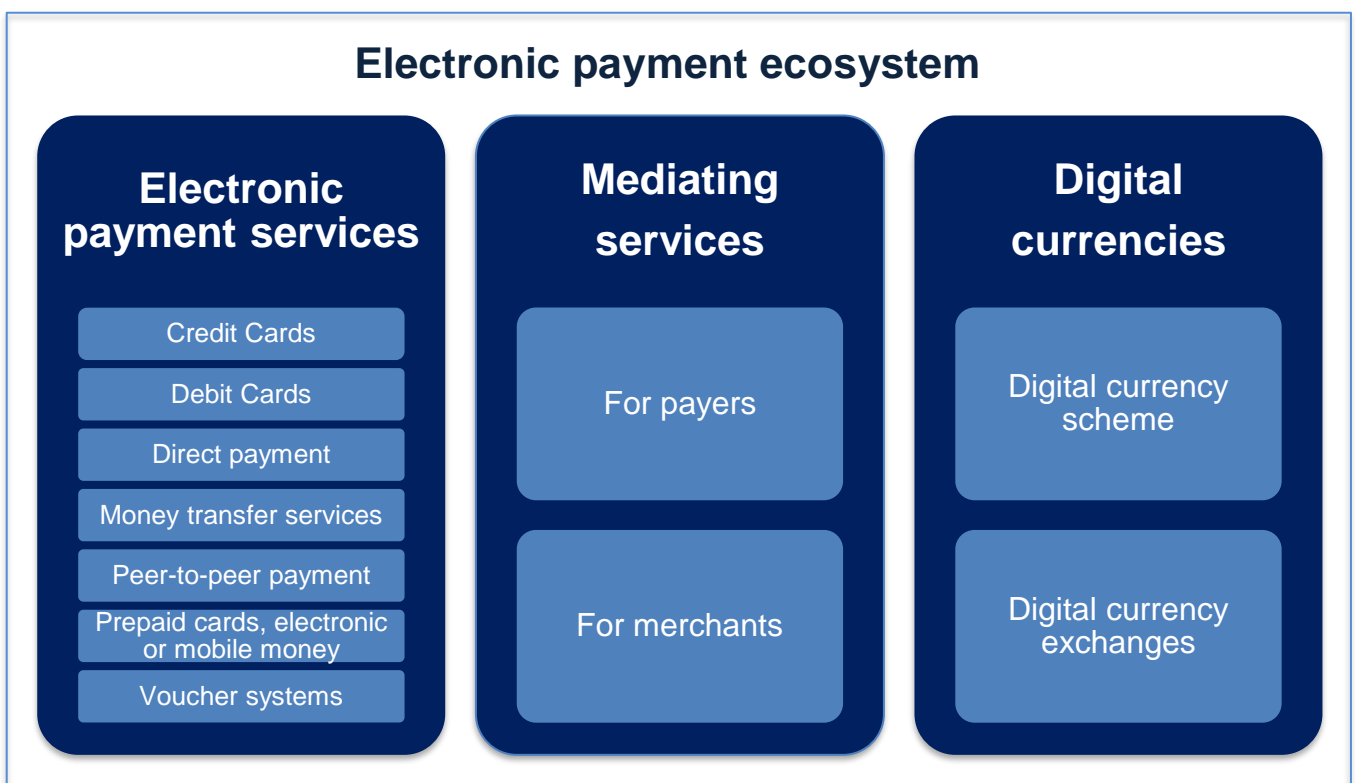 Electronic payment ecosystem
Electronic
payment services
Credit Cards
Debit Cards
Direct payment
Money transfer services
Peer-to-peer payment
Prepaid cards, electronic
or mobile money
Voucher systems
Mediating
services
For payers
For merchants
Digital
currencies
Digital currency
scheme
Digital currency
exchanges